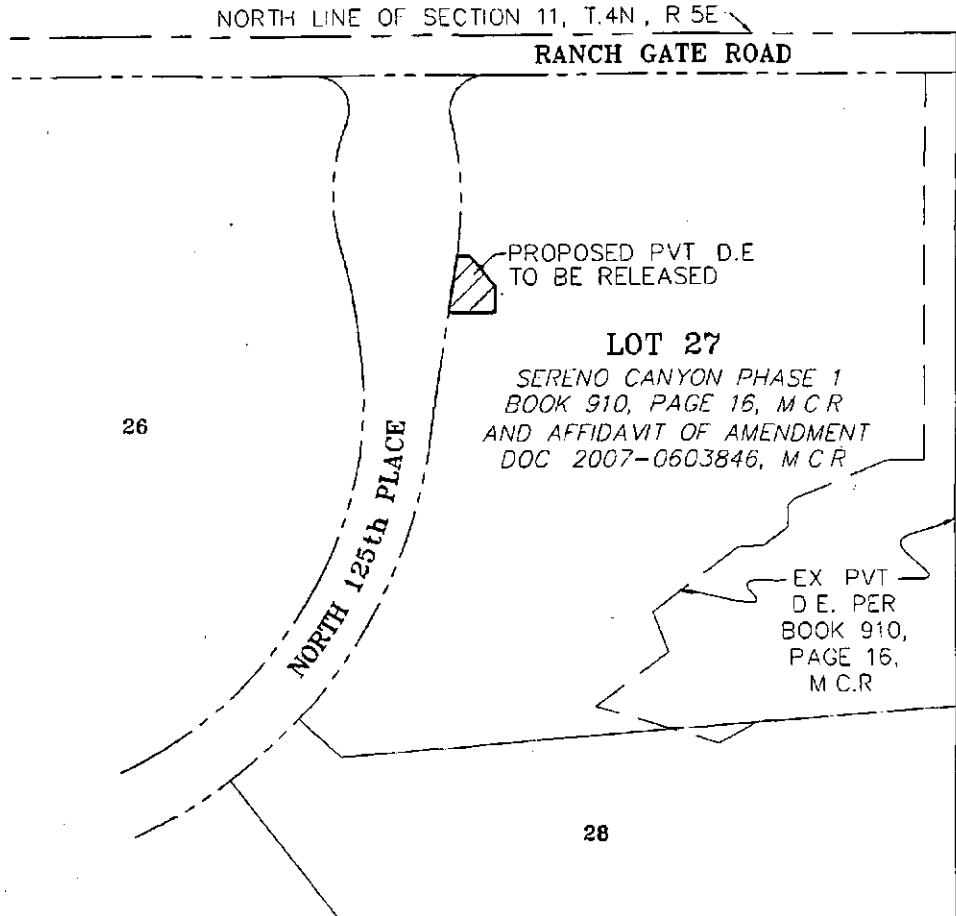 NORTH LINE OF SECTION 11, T.4N, R 5E
RANCH GATE ROAD
PROPOSED PVT D.E
TO BE RELEASED
LOT 27
SERENO CANYON PHASE 1
BOOK 910, PAGE 16, M C R
AND AFFIDAVIT OF AMENDMENT
DOC 2007-0603846, M C R
26
NORTH 125th PLACE
EX PVT
D E. PER
BOOK 910,
PAGE 16,
M C.R
28